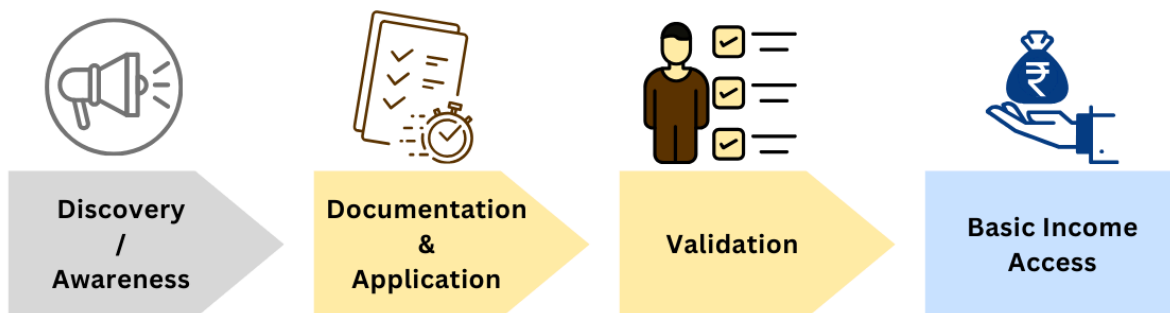 ₹
Discovery
/
Awareness
Documentation
&
Application
Validation
Basic Income
Access